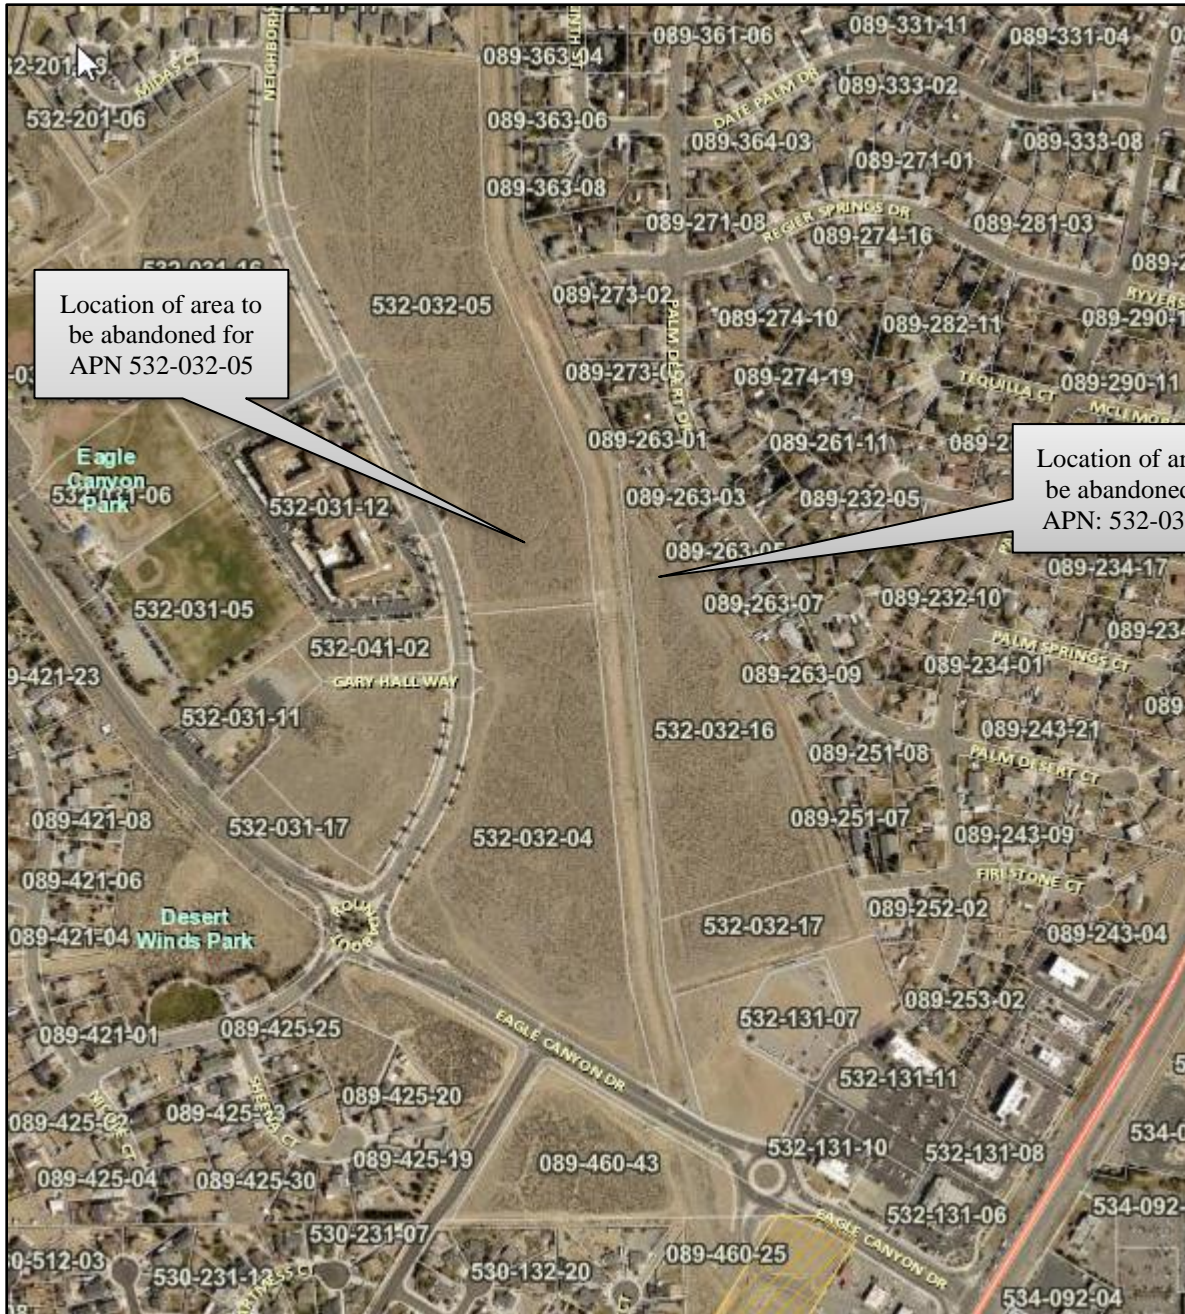 089-361-06
089-331-11
089-331-04
089-363-04
MIDAS CT
532-201-06
089-363-06
DATE PALM DR
089-333-02
089-364-03
089-333-08
089-271-01
089-363-08
089-271-08
REGIER SPRINGS DR
089-274-16
089-281-03
Location of area to
be abandoned for
APN 532-032-05
532-032-05
089-273-02
089-274-10
089-282-11
089-274-19
TEQUILLA CT
089-290-11
PALM DESERT DR
089-263-01
089-261-11
Location of
be abandoned
APN: 532-03
Eagle
Canyon
Park
532-031-12
089-263-03
089-232-05
089-263-05
089-234-17
532-031-05
089-263-07
089-232-10
532-041-02
PALM SPRINGS CT
089-234-01
GARY HALL WAY
089-263-09
532-031-11
532-032-16
089-243-21
089-251-08
PALM DESERT CT
089-421-08
532-031-17
532-032-04
089-251-07
089-243-09
089-421-06
FIRESTONE CT
Desert
Winds Park
ROUNDABOUT
532-032-17
089-252-02
089-421-04
089-243-04
089-253-02
532-131-07
089-421-01
089-425-25
EAGLE CANYON DR
532-131-11
SHEENA CT
089-425-20
NICOLE CT
089-425-19
089-460-43
532-131-10
532-131-08
089-425-04
089-425-30
532-131-06
EAGLE CANYON DR
530-231-07
089-460-25
530-132-20
534-092-04